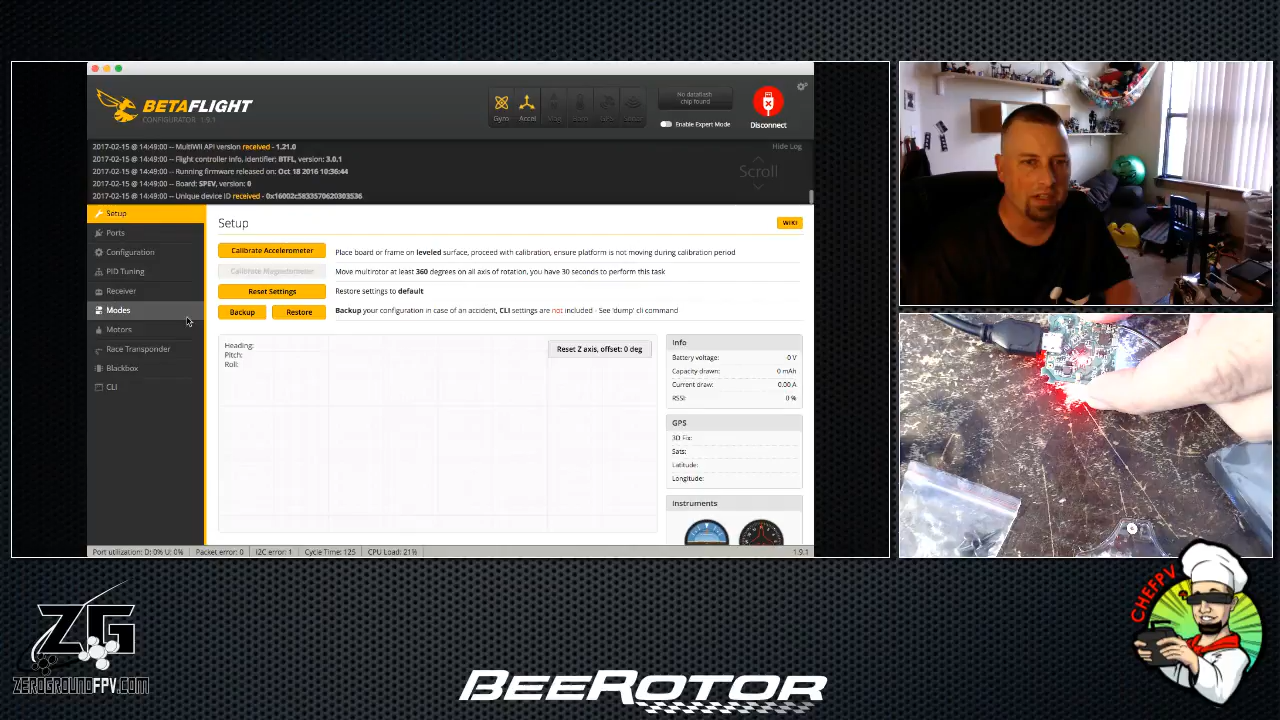 BETAFLIGHT
CONFIGURATOR 1.9.1
Gyro
Accel
Mag
Baro
GPS
Sonar
No dataflash
chip found
Enable Expert Mode
Disconnect
2017-02-15 @ 14:49:00 -- MultiWii API version received - 1.21.0
2017-02-15 @ 14:49:00 -- Flight controller info, identifier: BTFL, version: 3.0.1
2017-02-15 @ 14:49:00 -- Running firmware released on: Oct 18 2016 10:36:44
2017-02-15 @ 14:49:00 -- Board: SPEV, version: 0
2017-02-15 @ 14:49:00 -- Unique device ID received - 0x16002c5833570620303536
Hide Log
Scroll
Setup
Ports
Configuration
PID Tuning
Receiver
Modes
Motors
Race Transponder
Blackbox
CLI
Setup
WIKI
Calibrate Accelerometer
Place board or frame on leveled surface, proceed with calibration, ensure platform is not moving during calibration period
Calibrate Magnetometer
Move multirotor at least 360 degrees on all axis of rotation, you have 30 seconds to perform this task
Reset Settings
Restore settings to default
Backup
Restore
Backup your configuration in case of an accident, CLI settings are not included - See 'dump' cli command
Heading:
Pitch:
Roll:
Reset Z axis, offset: 0 deg
Info
Battery voltage: 0 V
Capacity drawn: 0 mAh
Current draw: 0.00 A
RSSI: 0 %
GPS
3D Fix:
Sats:
Latitude:
Longitude:
Instruments
Port utilization: D: 0% U: 0%
Packet error: 0
I2C error: 1
Cycle Time: 125
CPU Load: 21%
1.9.1
ZG
ZEROGROUNDFPV.COM
BEEROTOR
CHEFPV